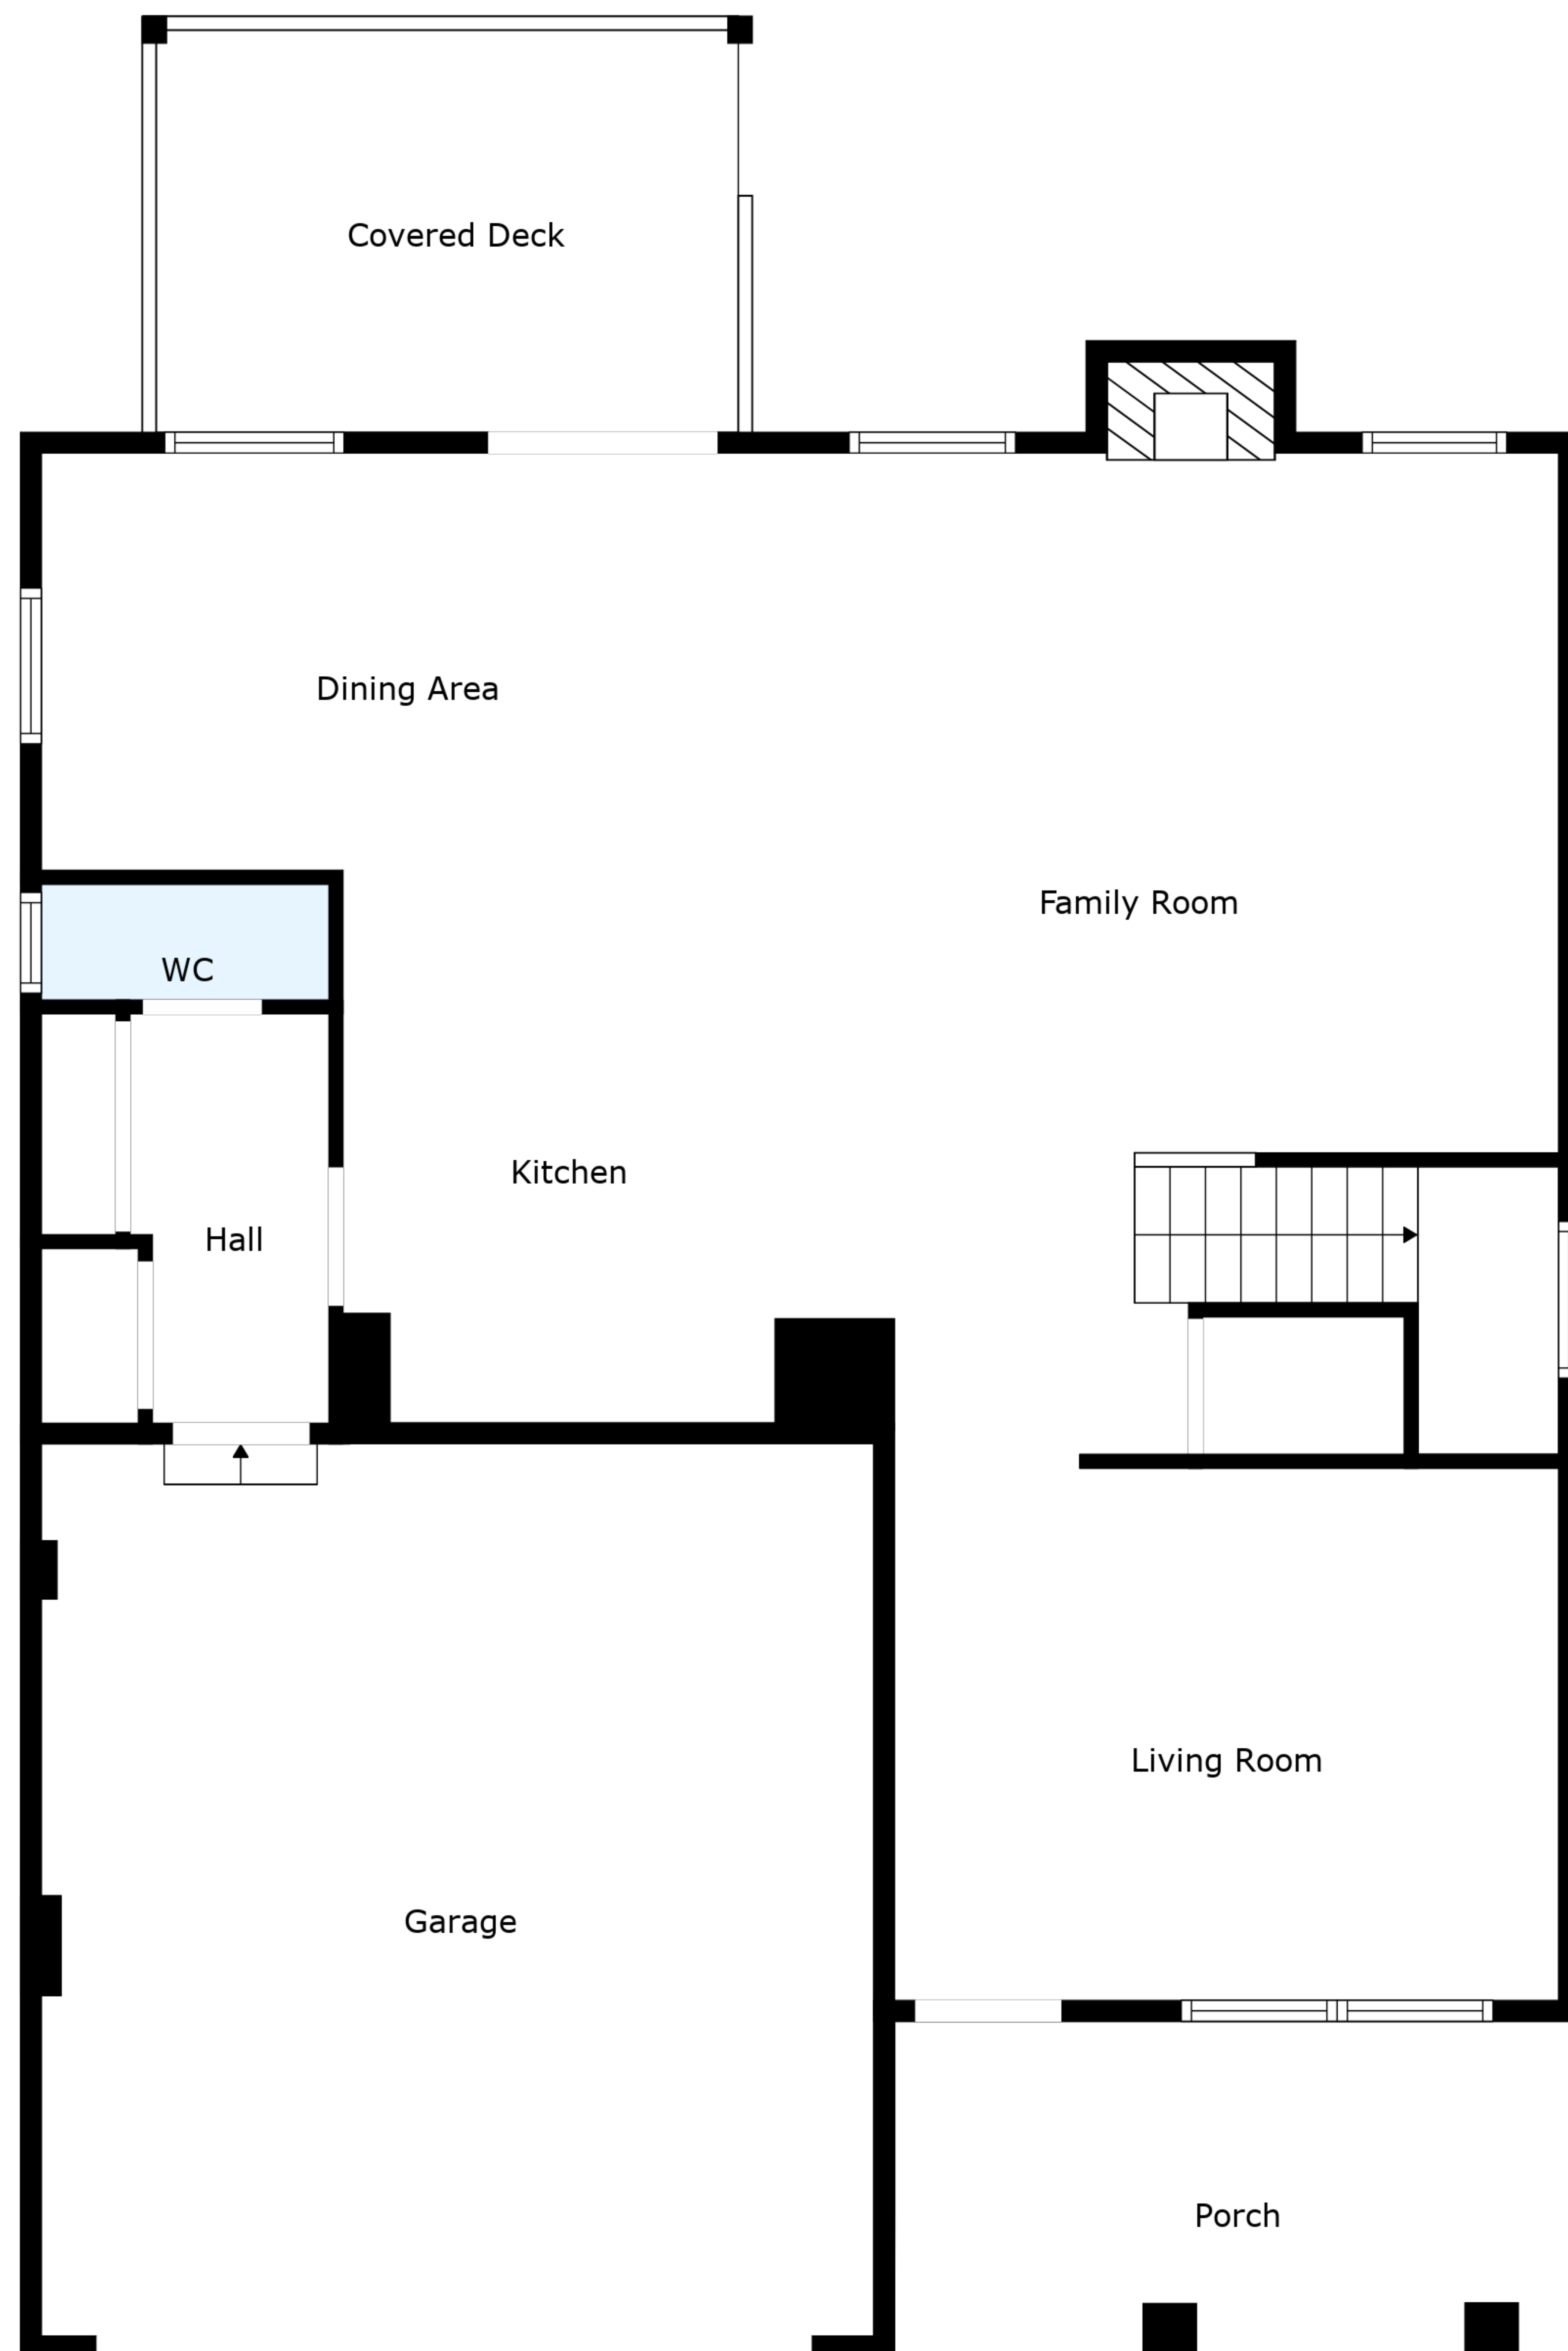 Covered Deck
Dining Area
Family Room
WC
Kitchen
Hall
Living Room
Garage
Porch